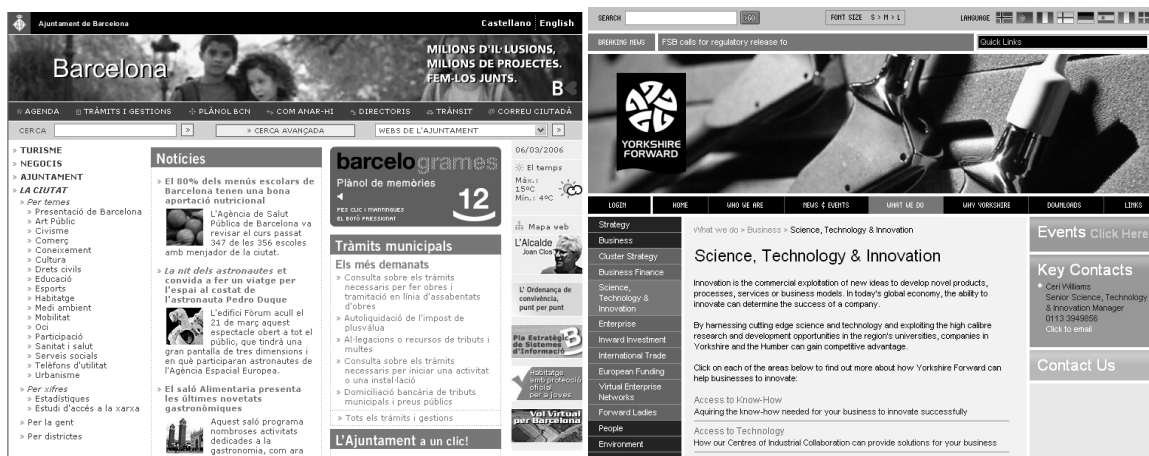 Ajuntament de Barcelona
Castellano English
Barcelona
MILIONS D'IL·LUSIONS,
MILIONS DE PROJECTES.
FEM-LOS JUNTS.
B
AGENDA TRÀMITS I GESTIONS PLÀNOL BCN COM ANAR-HI DIRECTORIS TRÀNSIT CORREU CIUTADÀ
CERCA » » CERCA AVANÇADA WEBS DE L'AJUNTAMENT »
» TURISME
» NEGOCIS
» AJUNTAMENT
» LA CIUTAT
» Per temes
» Presentació de Barcelona
» Art Públic
» Civisme
» Comerç
» Coneixement
» Cultura
» Drets civils
» Educació
» Esports
» Habitatge
» Medi ambient
» Mobilitat
» Oci
» Participació
» Sanitat i salut
» Serveis socials
» Telèfons d'utilitat
» Urbanisme
» Per xifres
» Estadístiques
» Estudi d'accés a la xarxa
» Per la gent
» Per districtes
Notícies
» El 80% dels menús escolars de
Barcelona tenen una bona
aportació nutricional
L'Agència de Salut
Pública de Barcelona va
revisar el curs passat
347 de les 356 escoles
amb menjador de la ciutat.
» La nit dels astronautes et
convida a fer un viatge per
l'espai al costat de
l'astronauta Pedro Duque
L'edifici Fòrum acull el
21 de març aquest
espectacle obert a tot el
públic, que tindrà una
gran pantalla de tres dimensions i
en què participaran astronautes de
l'Agència Espacial Europea.
» El saló Alimentaria presenta
les últimes novetats
gastronòmiques
Aquest saló programa
nombroses activitats
dedicades a la
gastronomia, com ara
barcelogrames
Plànol de memòries
12
FES CLIC I MANTINGUES
EL BOTÓ PRESSIONAT
Tràmits municipals
Els més demanats
» Consulta sobre els tràmits
necessaris per fer obres i
tramitació en línia d'assabentats
d'obres
» Autoliquidació de l'impost de
plusvàlua
» Al·legacions o recursos de tributs i
multes
» Consulta sobre els tràmits
necessaris per iniciar una activitat
o una instal·lació
» Domiciliació bancària de tributs
municipals i preus públics
» Tots els tràmits i gestions
L'Ajuntament a un clic!
06/03/2006
El temps
Màx.:
15ºC
Mín.: 4ºC
Mapa web
L'Alcalde
Joan Clos
L' Ordenança de
convivència,
punt per punt
Pla Estratègic
de Sistemes
d'Informació
Habitatge
amb protecció
oficial
per a joves
Vol Virtual
per Barcelona
SEARCH >GO FONT SIZE S > M > L LANGUAGE
BREAKING NEWS FSB calls for regulatory release fo Quick Links
YORKSHIRE
FORWARD
LOGIN HOME WHO WE ARE NEWS & EVENTS WHAT WE DO WHY YORKSHIRE DOWNLOADS LINKS
Strategy
Business
Cluster Strategy
Business Finance
Science,
Technology &
Innovation
Enterprise
Inward Investment
International Trade
European Funding
Virtual Enterprise
Networks
Forward Ladies
People
Environment
What we do > Business > Science, Technology & Innovation
Science, Technology & Innovation
Innovation is the commercial exploitation of new ideas to develop novel products,
processes, services or business models. In today's global economy, the ability to
innovate can determine the success of a company.
By harnessing cutting edge science and technology and exploiting the high calibre
research and development opportunities in the region's universities, companies in
Yorkshire and the Humber can gain competitive advantage.
Click on each of the areas below to find out more about how Yorkshire Forward can
help businesses to innovate:
Access to Know-How
Aquiring the know-how needed for your business to innovate successfully
Access to Technology
How our Centres of Industrial Collaboration can provide solutions for your business
Events Click Here
Key Contacts
Ceri Williams
Senior Science, Technology
& Innovation Manager
0113 3949856
Click to email
Contact Us